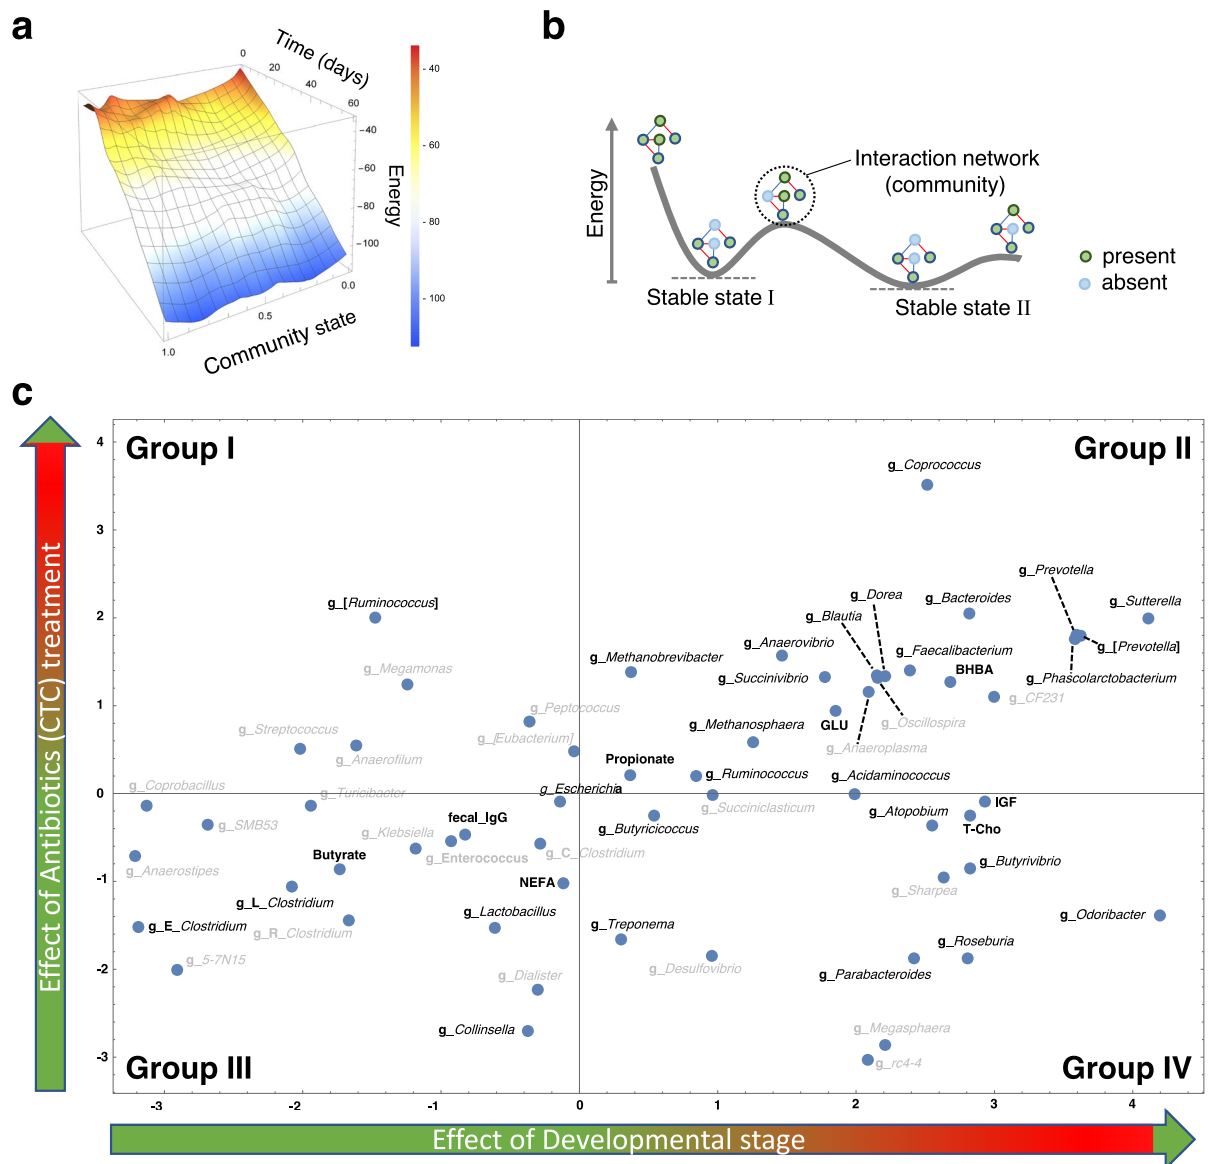 a
Time (days)
0
20
40
60
-40
-60
-80
-100
Energy
0.0
0.5
1.0
Community state
- 40
- 60
- 80
- 100
b
Energy
Interaction network
(community)
Stable state I
Stable state II
present
absent
c
Effect of Antibiotics (CTC) treatment
Group I
Group II
4
3
2
1
0
-1
-2
-3
g_Coprococcus
g_Prevotella
g_Dorea
g_Bacteroides
g_Sutterella
g_[Ruminococcus]
g_Blautia
g_Anaerovibrio
g_Faecalibacterium
g_[Prevotella]
g_Methanobrevibacter
g_Megamonas
g_Succinivibrio
BHBA
g_Phascolarctobacterium
g_CF231
g_Peptococcus
g_Streptococcus
g_Methanosphaera
GLU
g_Oscillospira
g_[Eubacterium]
g_Anaeroplasma
g_Anaerofilum
Propionate
g_Ruminococcus
g_Acidaminococcus
g_Coprobacillus
g_Turicibacter
g_Escherichia
g_Succiniclasticum
IGF
g_Atopobium
g_SMB53
fecal_IgG
g_Klebsiella
g_Butyricicoccus
T-Cho
g_Enterococcus
g_C_Clostridium
Butyrate
g_Butyrivibrio
g_Anaerostipes
NEFA
g_Sharpea
g_L_Clostridium
g_Lactobacillus
g_Odoribacter
g_E_Clostridium
g_R_Clostridium
g_Treponema
g_Roseburia
g_5-7N15
g_Desulfovibrio
g_Parabacteroides
g_Dialister
g_Collinsella
g_Megasphaera
g_rc4-4
Group III
Group IV
-3
-2
-1
0
1
2
3
4
Effect of Developmental stage